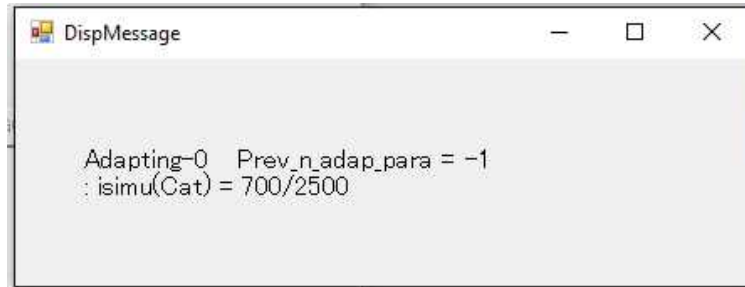 DispMessage
Adapting-0 Prev_n_adap_para = -1
: isimu(Cat) = 700/2500